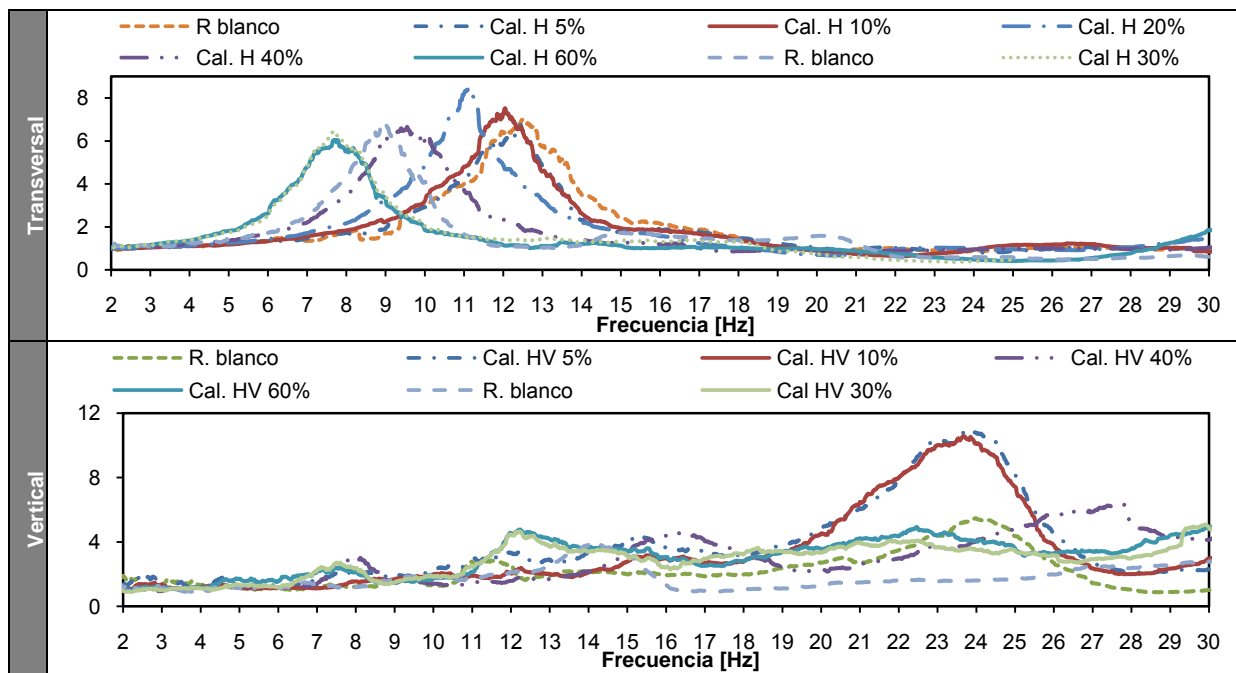 Transversal
R blanco
Cal. H 5%
Cal. H 10%
Cal. H 20%
Cal. H 40%
Cal. H 60%
R. blanco
Cal H 30%
8
6
4
2
0
2 3 4 5 6 7 8 9 10 11 12 13 14 15 16 17 18 19 20 21 22 23 24 25 26 27 28 29 30
Frecuencia [Hz]
Vertical
R. blanco
Cal. HV 5%
Cal. HV 10%
Cal. HV 40%
Cal. HV 60%
R. blanco
Cal HV 30%
12
8
4
0
2 3 4 5 6 7 8 9 10 11 12 13 14 15 16 17 18 19 20 21 22 23 24 25 26 27 28 29 30
Frecuencia [Hz]